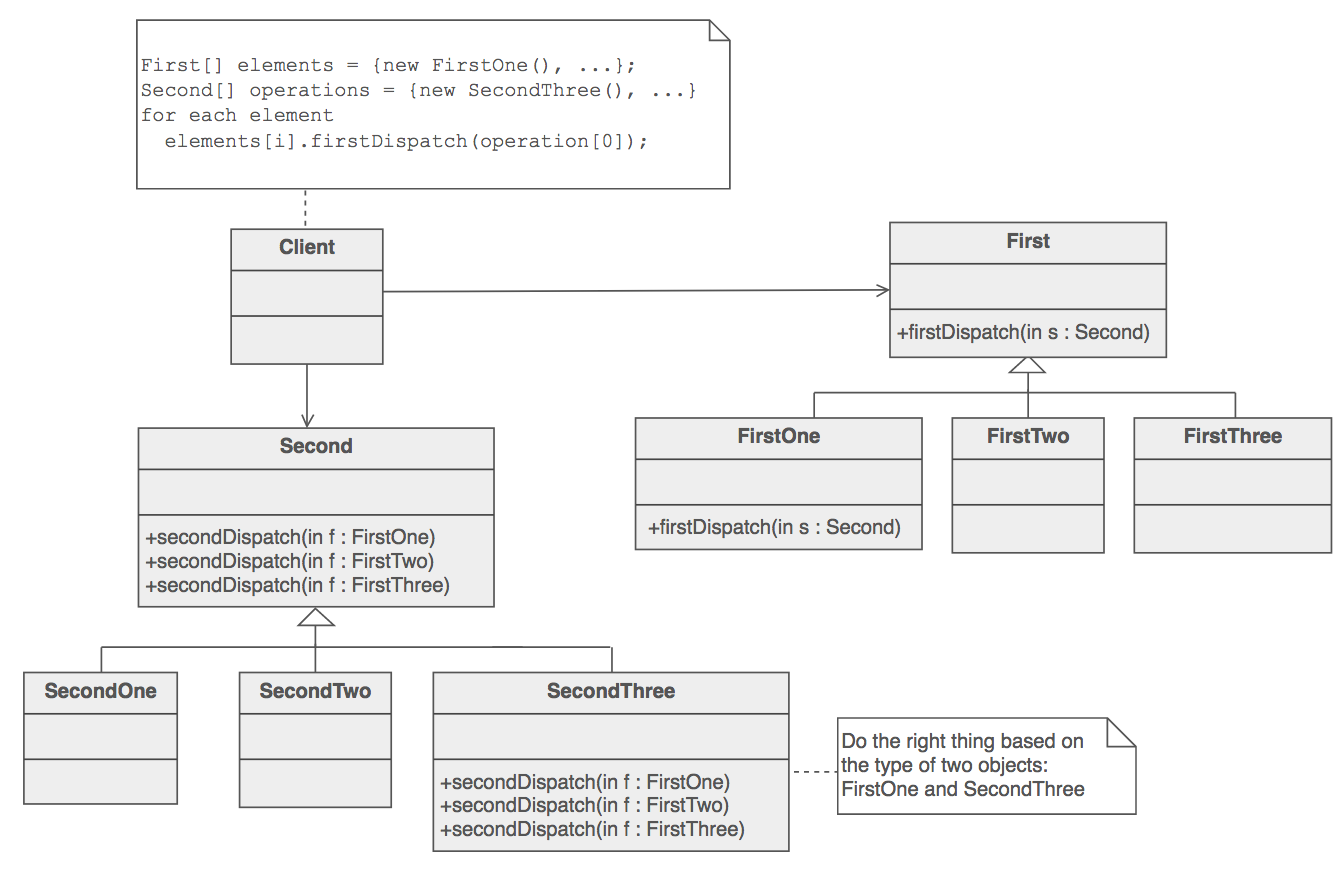 First[] elements = {new FirstOne(), ...};
Second[] operations = {new SecondThree(), ...}
for each element
  elements[i].firstDispatch(operation[0]);
Client
First
+firstDispatch(in s : Second)
FirstOne
+firstDispatch(in s : Second)
FirstTwo
FirstThree
Second
+secondDispatch(in f : FirstOne)
+secondDispatch(in f : FirstTwo)
+secondDispatch(in f : FirstThree)
SecondOne
SecondTwo
SecondThree
+secondDispatch(in f : FirstOne)
+secondDispatch(in f : FirstTwo)
+secondDispatch(in f : FirstThree)
Do the right thing based on
the type of two objects:
FirstOne and SecondThree